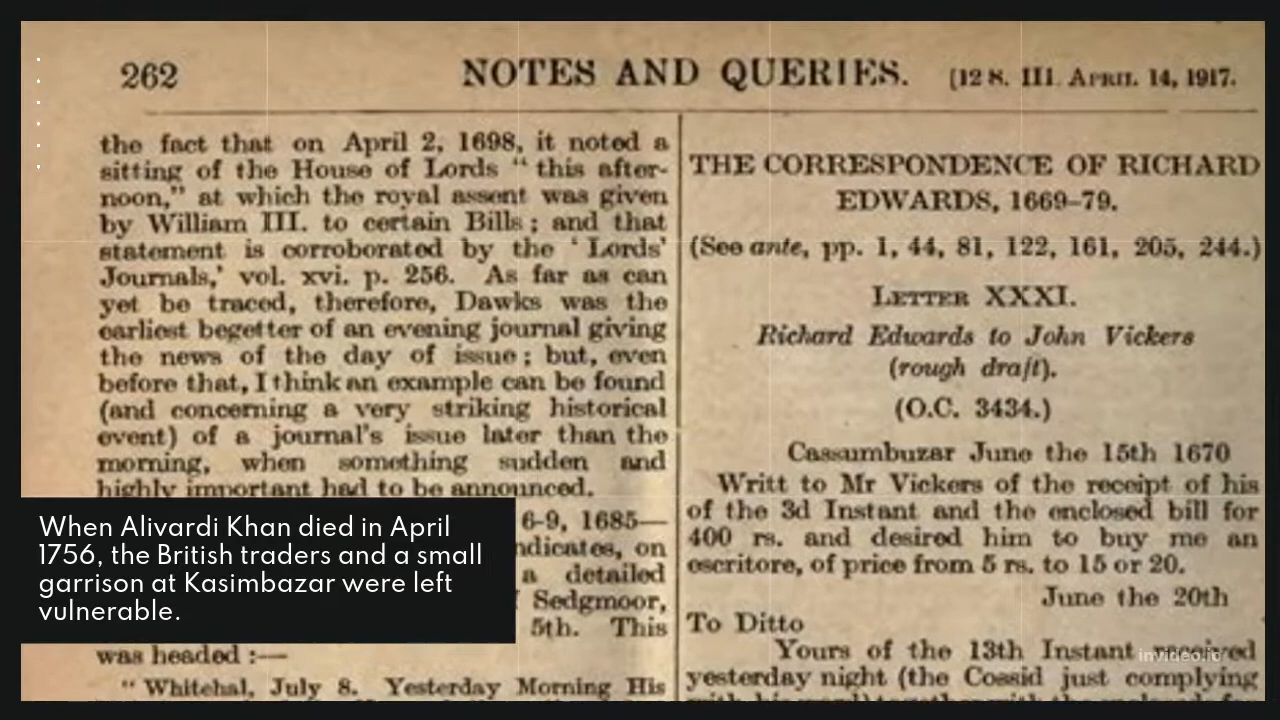 262
NOTES AND QUERIES.
[12 S. III. APRIL 14, 1917.
the fact that on April 2, 1698, it noted a
sitting of the House of Lords “ this after-
noon,” at which the royal assent was given
by William III. to certain Bills ; and that
statement is corroborated by the ‘ Lords’
Journals,’ vol. xvi. p. 256. As far as can
yet be traced, therefore, Dawks was the
earliest begetter of an evening journal giving
the news of the day of issue ; but, even
before that, I think an example can be found
(and concerning a very striking historical
event) of a journal’s issue later than the
morning, when something sudden and
highly important had to be announced.
6-9, 1685—
on
a detailed
Sedgmoor,
5th. This
was headed :—
“ Whitehal, July 8. Yesterday Morning His
THE CORRESPONDENCE OF RICHARD
EDWARDS, 1669–79.
(See ante, pp. 1, 44, 81, 122, 161, 205, 244.)
LETTER XXXI.
Richard Edwards to John Vickers
(rough draft).
(O.C. 3434.)
Cassumbuzar June the 15th 1670
Writt to Mr Vickers of the receipt of his
of the 3d Instant and the enclosed bill for
400 rs. and desired him to buy me an
escritore, of price from 5 rs. to 15 or 20.
June the 20th
To Ditto
Yours of the 13th Instant received
yesterday night (the Cossid just complying
When Alivardi Khan died in April
1756, the British traders and a small
garrison at Kasimbazar were left
vulnerable.
invideo.io